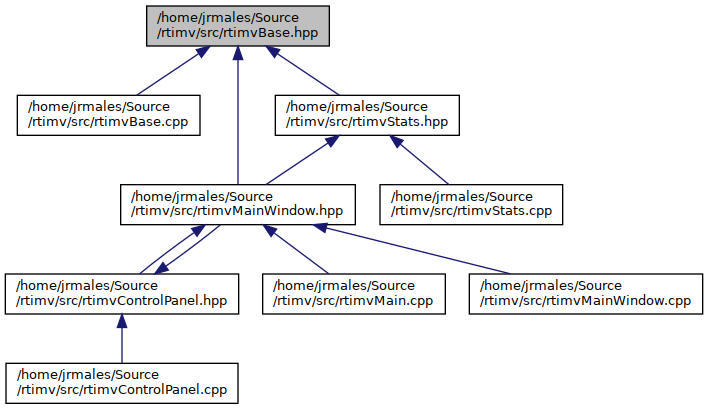 /home/jrmales/Source
/rtimv/src/rtimvBase.hpp
/home/jrmales/Source
/rtimv/src/rtimvBase.cpp
/home/jrmales/Source
/rtimv/src/rtimvStats.hpp
/home/jrmales/Source
/rtimv/src/rtimvMainWindow.hpp
/home/jrmales/Source
/rtimv/src/rtimvStats.cpp
/home/jrmales/Source
/rtimv/src/rtimvControlPanel.hpp
/home/jrmales/Source
/rtimv/src/rtimvMain.cpp
/home/jrmales/Source
/rtimv/src/rtimvMainWindow.cpp
/home/jrmales/Source
/rtimv/src/rtimvControlPanel.cpp